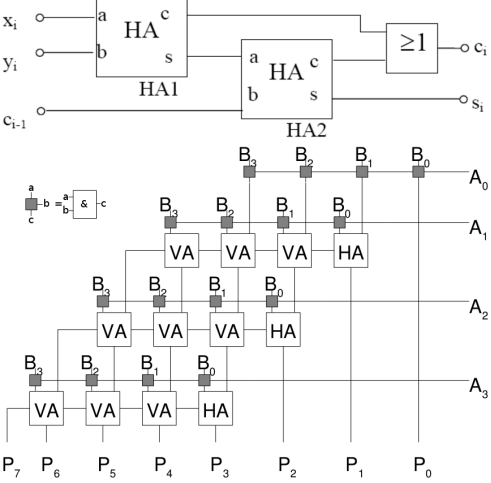 xi a HA c
yi b s a HA c ≥1 ci
HA1
ci-1 b s si
HA2
B3 B2 B1 B0 A0
a b = a b & c
c
B3 B2 B1 B0 A1
VA VA VA HA
B3 B2 B1 B0 A2
VA VA VA HA
B3 B2 B1 B0 A3
VA VA VA HA
P7 P6 P5 P4 P3 P2 P1 P0